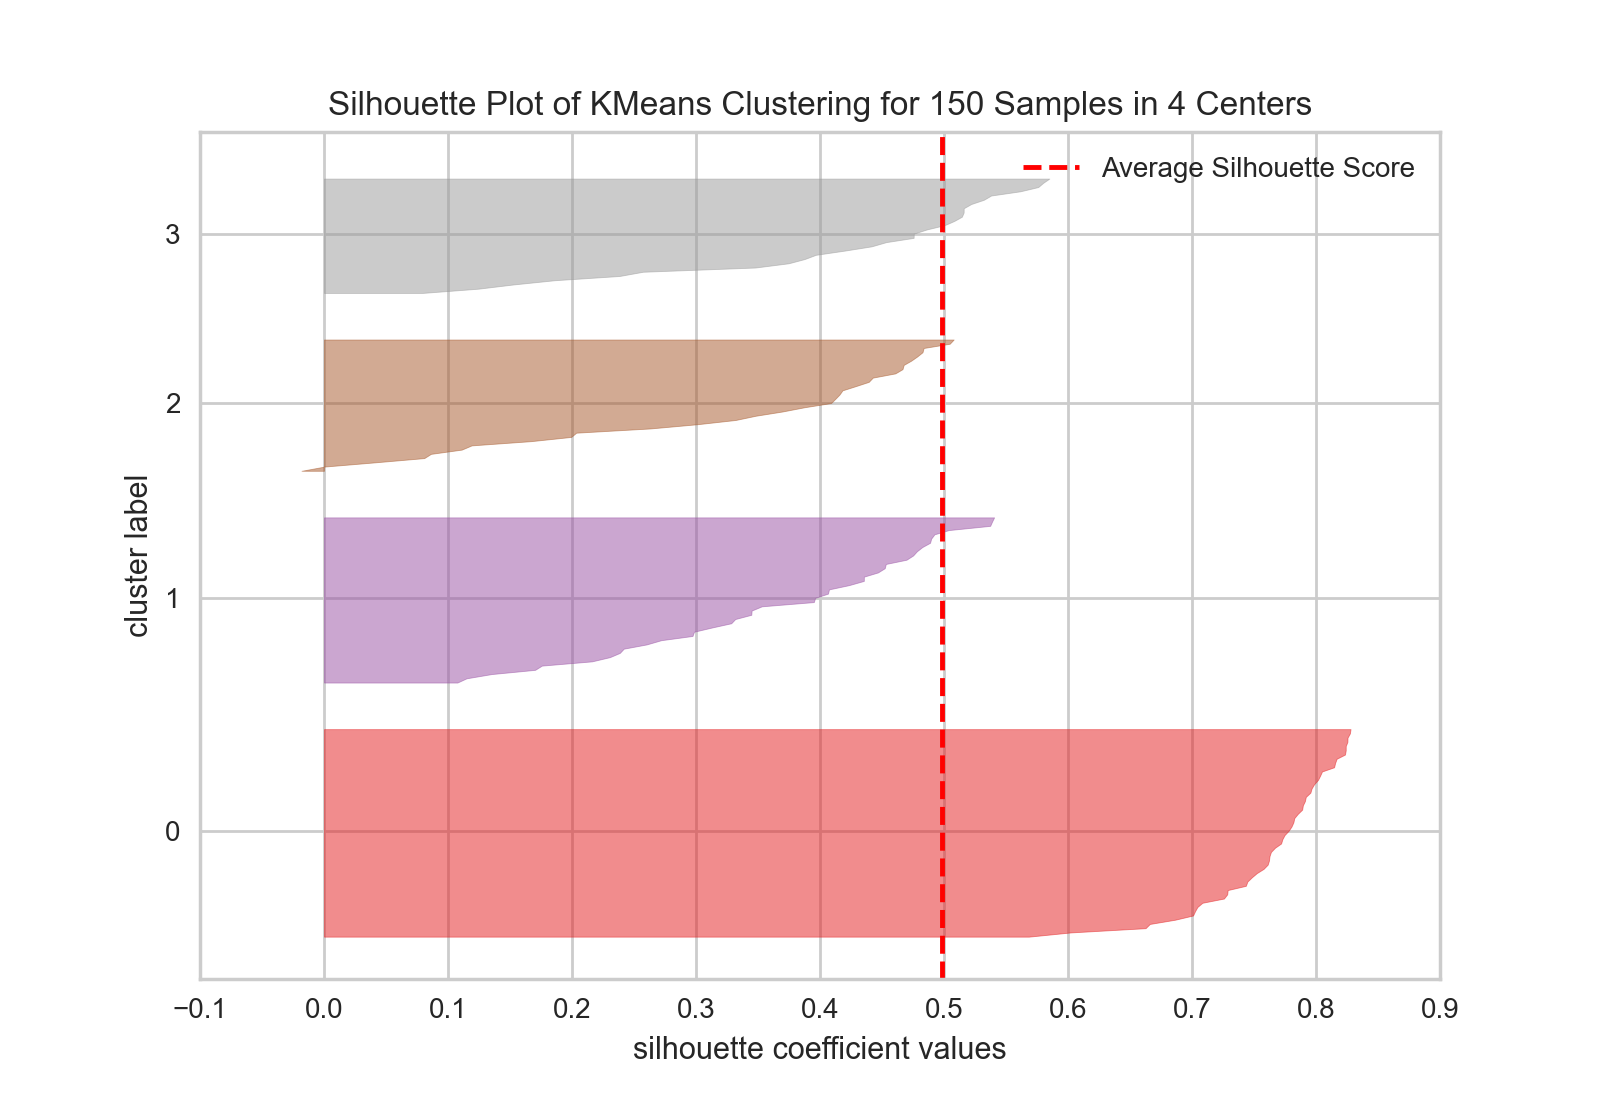 Silhouette Plot of KMeans Clustering for 150 Samples in 4 Centers
Average Silhouette Score
3
2
1
0
cluster label
−0.1 0.0 0.1 0.2 0.3 0.4 0.5 0.6 0.7 0.8 0.9
silhouette coefficient values